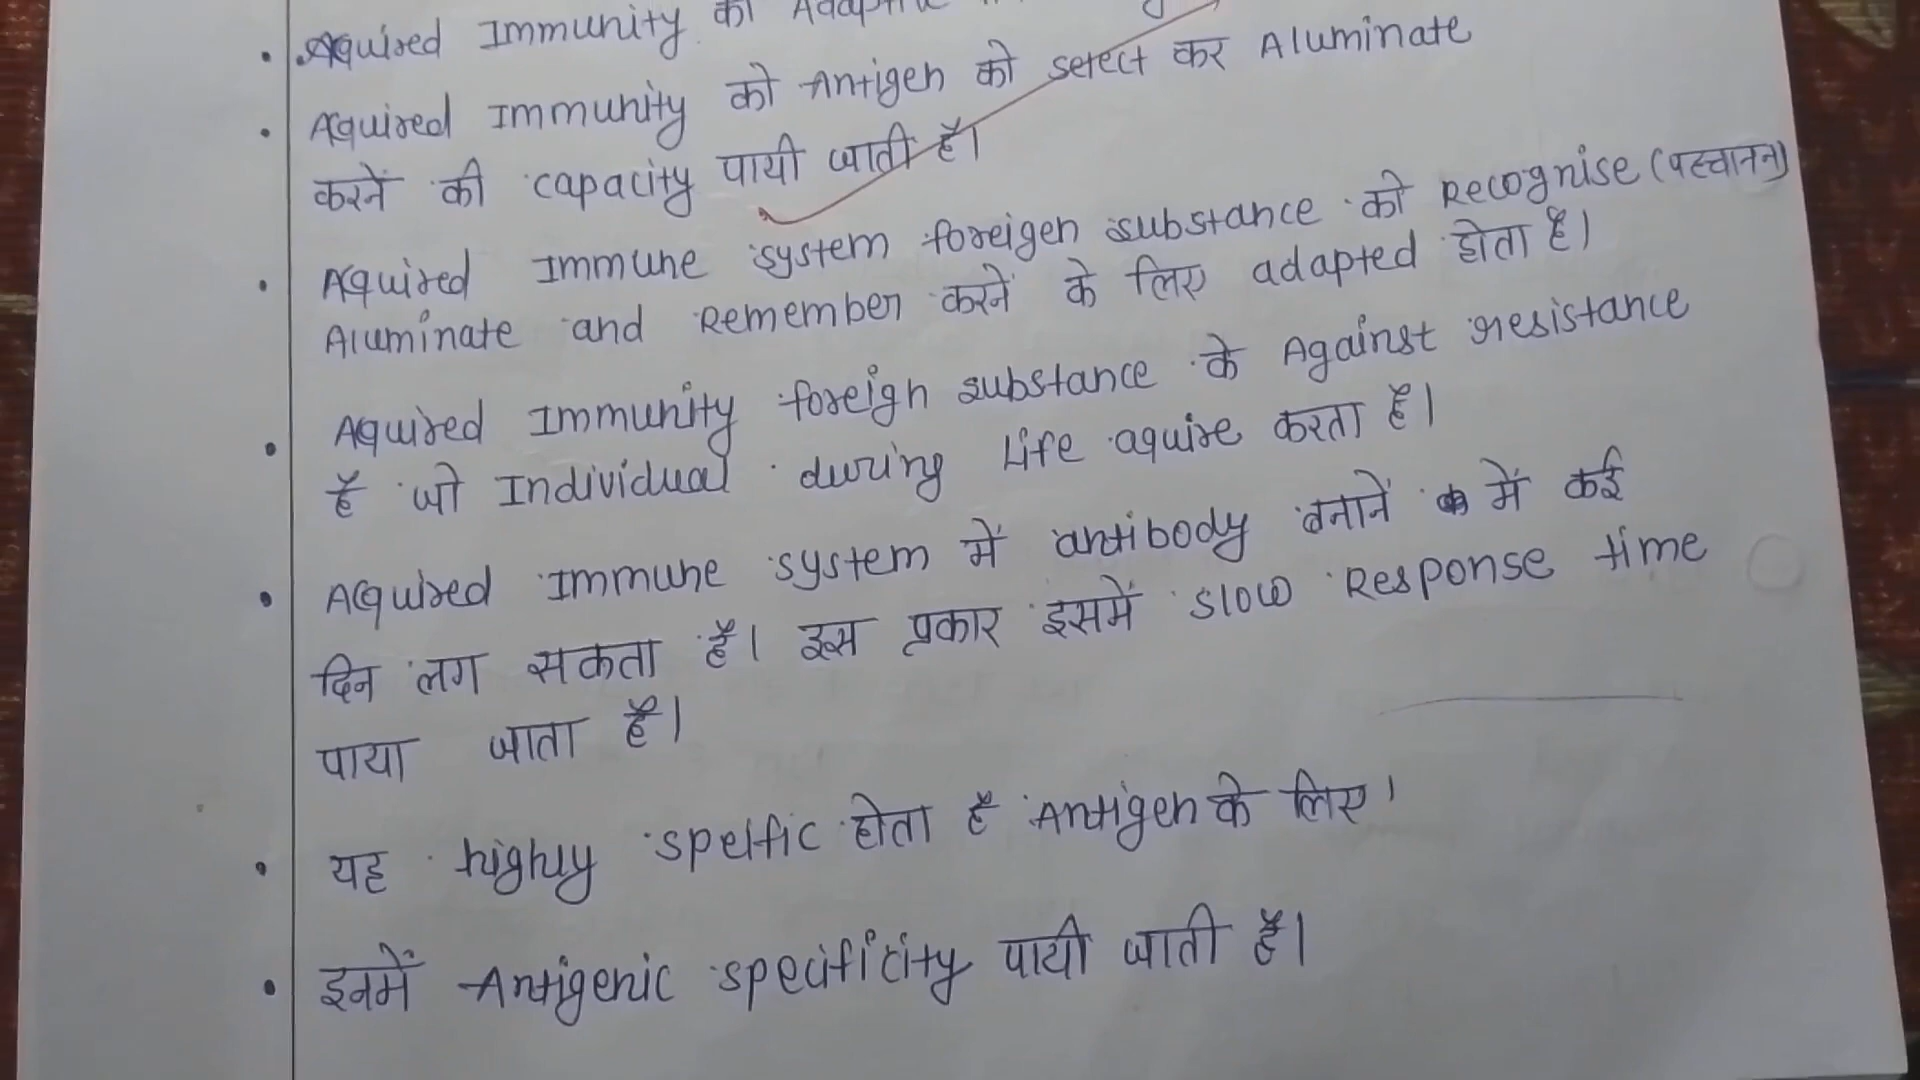 Aquired Immunity को
Aquired Immunity को Antigen को select कर Aluminate
करनें की capacity पायी जाती है।
Aquired Immune system foreigen substance को Recognise (पहचानना)
Aluminate and Remember करनें के लिए adapted होता है।
Aquired Immunity foreign substance के Against resistance
है जो Individual during Life aquire करता है।
Aquired Immune system में antibody बनानें में कई
दिन लग सकता है। इस प्रकार इसमें slow Response time
पाया जाता है।
यह highly spelfic होता है Antigen के लिए।
इनमें Antigenic specificity पायी जाती है।